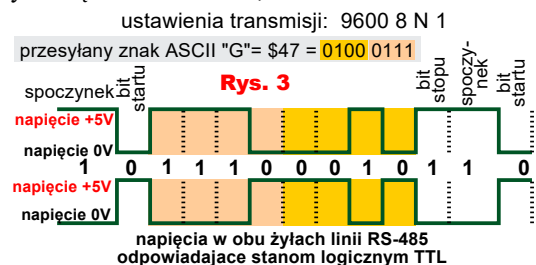 ustawienia transmisji: 9600 8 N 1
przesyłany znak ASCII "G"= $47 = 0100 0111
Rys. 3
spoczynek
bit startu
bit stopu
spoczy-
nek
bit startu
napięcie +5V
napięcie 0V
1 0 1 1 1 0 0 0 1 0 1 1 0
napięcie +5V
napięcie 0V
napięcia w obu żyłach linii RS-485
odpowiadajace stanom logicznym TTL